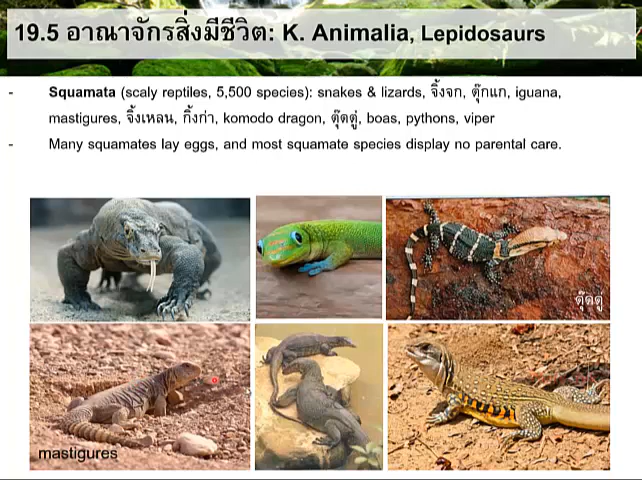 19.5 อาณาจักรสิ่งมีชีวิต: K. Animalia, Lepidosaurs
- Squamata (scaly reptiles, 5,500 species): snakes & lizards, จิ้งจก, ตุ๊กแก, iguana,
mastigures, จิ้งเหลน, กิ้งก่า, komodo dragon, ตุ๊ดตู่, boas, pythons, viper
- Many squamates lay eggs, and most squamate species display no parental care.
ตุ๊ดตู่
mastigures